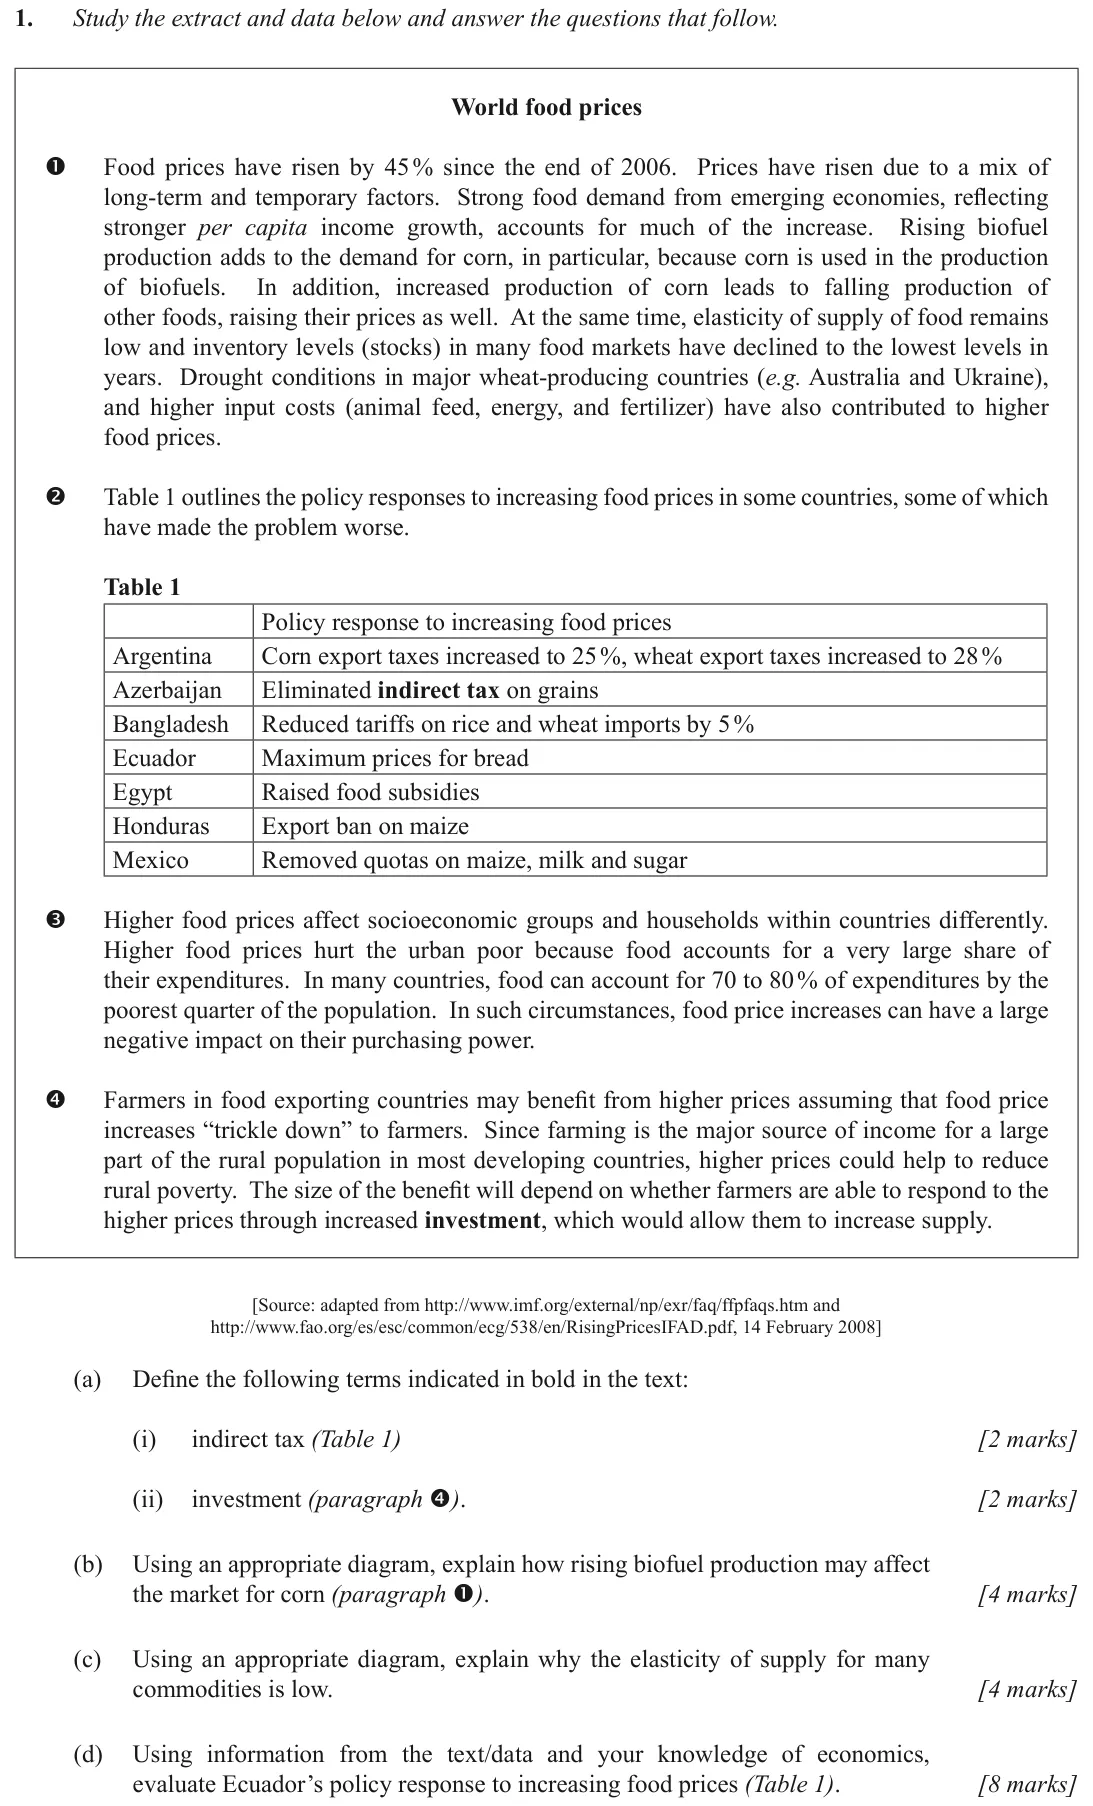 1. Study the extract and data below and answer the questions that follow.
World food prices
❶ Food prices have risen by 45% since the end of 2006. Prices have risen due to a mix of
long-term and temporary factors. Strong food demand from emerging economies, reflecting
stronger per capita income growth, accounts for much of the increase. Rising biofuel
production adds to the demand for corn, in particular, because corn is used in the production
of biofuels. In addition, increased production of corn leads to falling production of
other foods, raising their prices as well. At the same time, elasticity of supply of food remains
low and inventory levels (stocks) in many food markets have declined to the lowest levels in
years. Drought conditions in major wheat-producing countries (e.g. Australia and Ukraine),
and higher input costs (animal feed, energy, and fertilizer) have also contributed to higher
food prices.
❷ Table 1 outlines the policy responses to increasing food prices in some countries, some of which
have made the problem worse.
Table 1
Policy response to increasing food prices
Argentina Corn export taxes increased to 25%, wheat export taxes increased to 28%
Azerbaijan Eliminated indirect tax on grains
Bangladesh Reduced tariffs on rice and wheat imports by 5%
Ecuador Maximum prices for bread
Egypt Raised food subsidies
Honduras Export ban on maize
Mexico Removed quotas on maize, milk and sugar
❸ Higher food prices affect socioeconomic groups and households within countries differently.
Higher food prices hurt the urban poor because food accounts for a very large share of
their expenditures. In many countries, food can account for 70 to 80% of expenditures by the
poorest quarter of the population. In such circumstances, food price increases can have a large
negative impact on their purchasing power.
❹ Farmers in food exporting countries may benefit from higher prices assuming that food price
increases “trickle down” to farmers. Since farming is the major source of income for a large
part of the rural population in most developing countries, higher prices could help to reduce
rural poverty. The size of the benefit will depend on whether farmers are able to respond to the
higher prices through increased investment, which would allow them to increase supply.
[Source: adapted from http://www.imf.org/external/np/exr/faq/ffpfaqs.htm and
http://www.fao.org/es/esc/common/ecg/538/en/RisingPricesIFAD.pdf, 14 February 2008]
(a) Define the following terms indicated in bold in the text:
(i) indirect tax (Table 1) [2 marks]
(ii) investment (paragraph ❹). [2 marks]
(b) Using an appropriate diagram, explain how rising biofuel production may affect
the market for corn (paragraph ❶). [4 marks]
(c) Using an appropriate diagram, explain why the elasticity of supply for many
commodities is low. [4 marks]
(d) Using information from the text/data and your knowledge of economics,
evaluate Ecuador’s policy response to increasing food prices (Table 1). [8 marks]